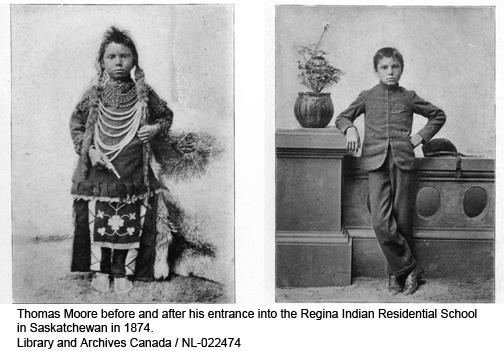 Thomas Moore before and after his entrance into the Regina Indian Residential School
in Saskatchewan in 1874.
Library and Archives Canada / NL-022474